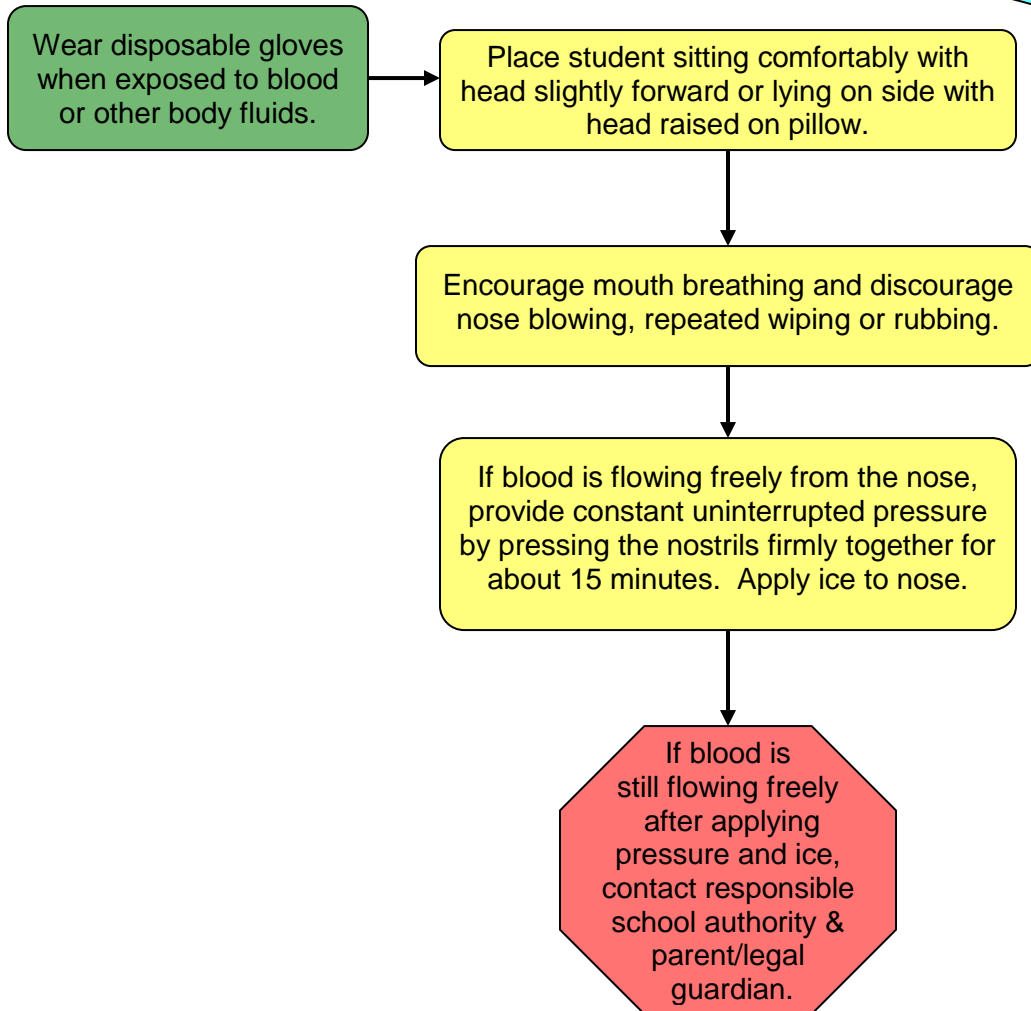 Wear disposable gloves
when exposed to blood
or other body fluids.
Place student sitting comfortably with
head slightly forward or lying on side with
head raised on pillow.
Encourage mouth breathing and discourage
nose blowing, repeated wiping or rubbing.
If blood is flowing freely from the nose,
provide constant uninterrupted pressure
by pressing the nostrils firmly together for
about 15 minutes.  Apply ice to nose.
If blood is
still flowing freely
after applying
pressure and ice,
contact responsible
school authority &
parent/legal
guardian.